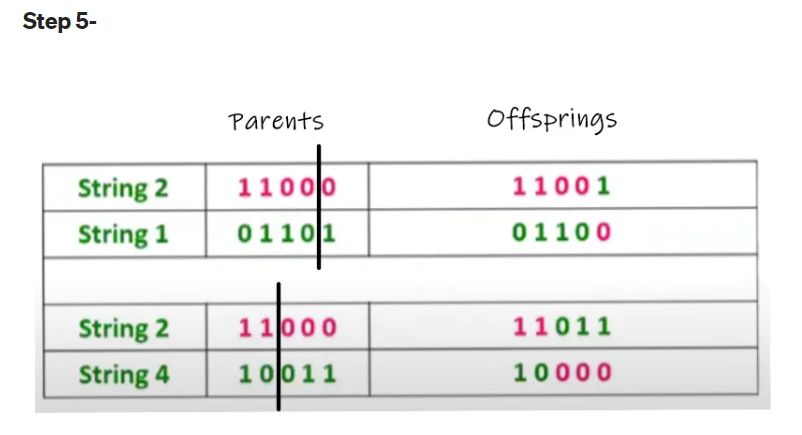 Step 5-
Parents Offsprings
String 2 11000 11001
String 1 01101 01100
String 2 11000 11011
String 4 10011 10000